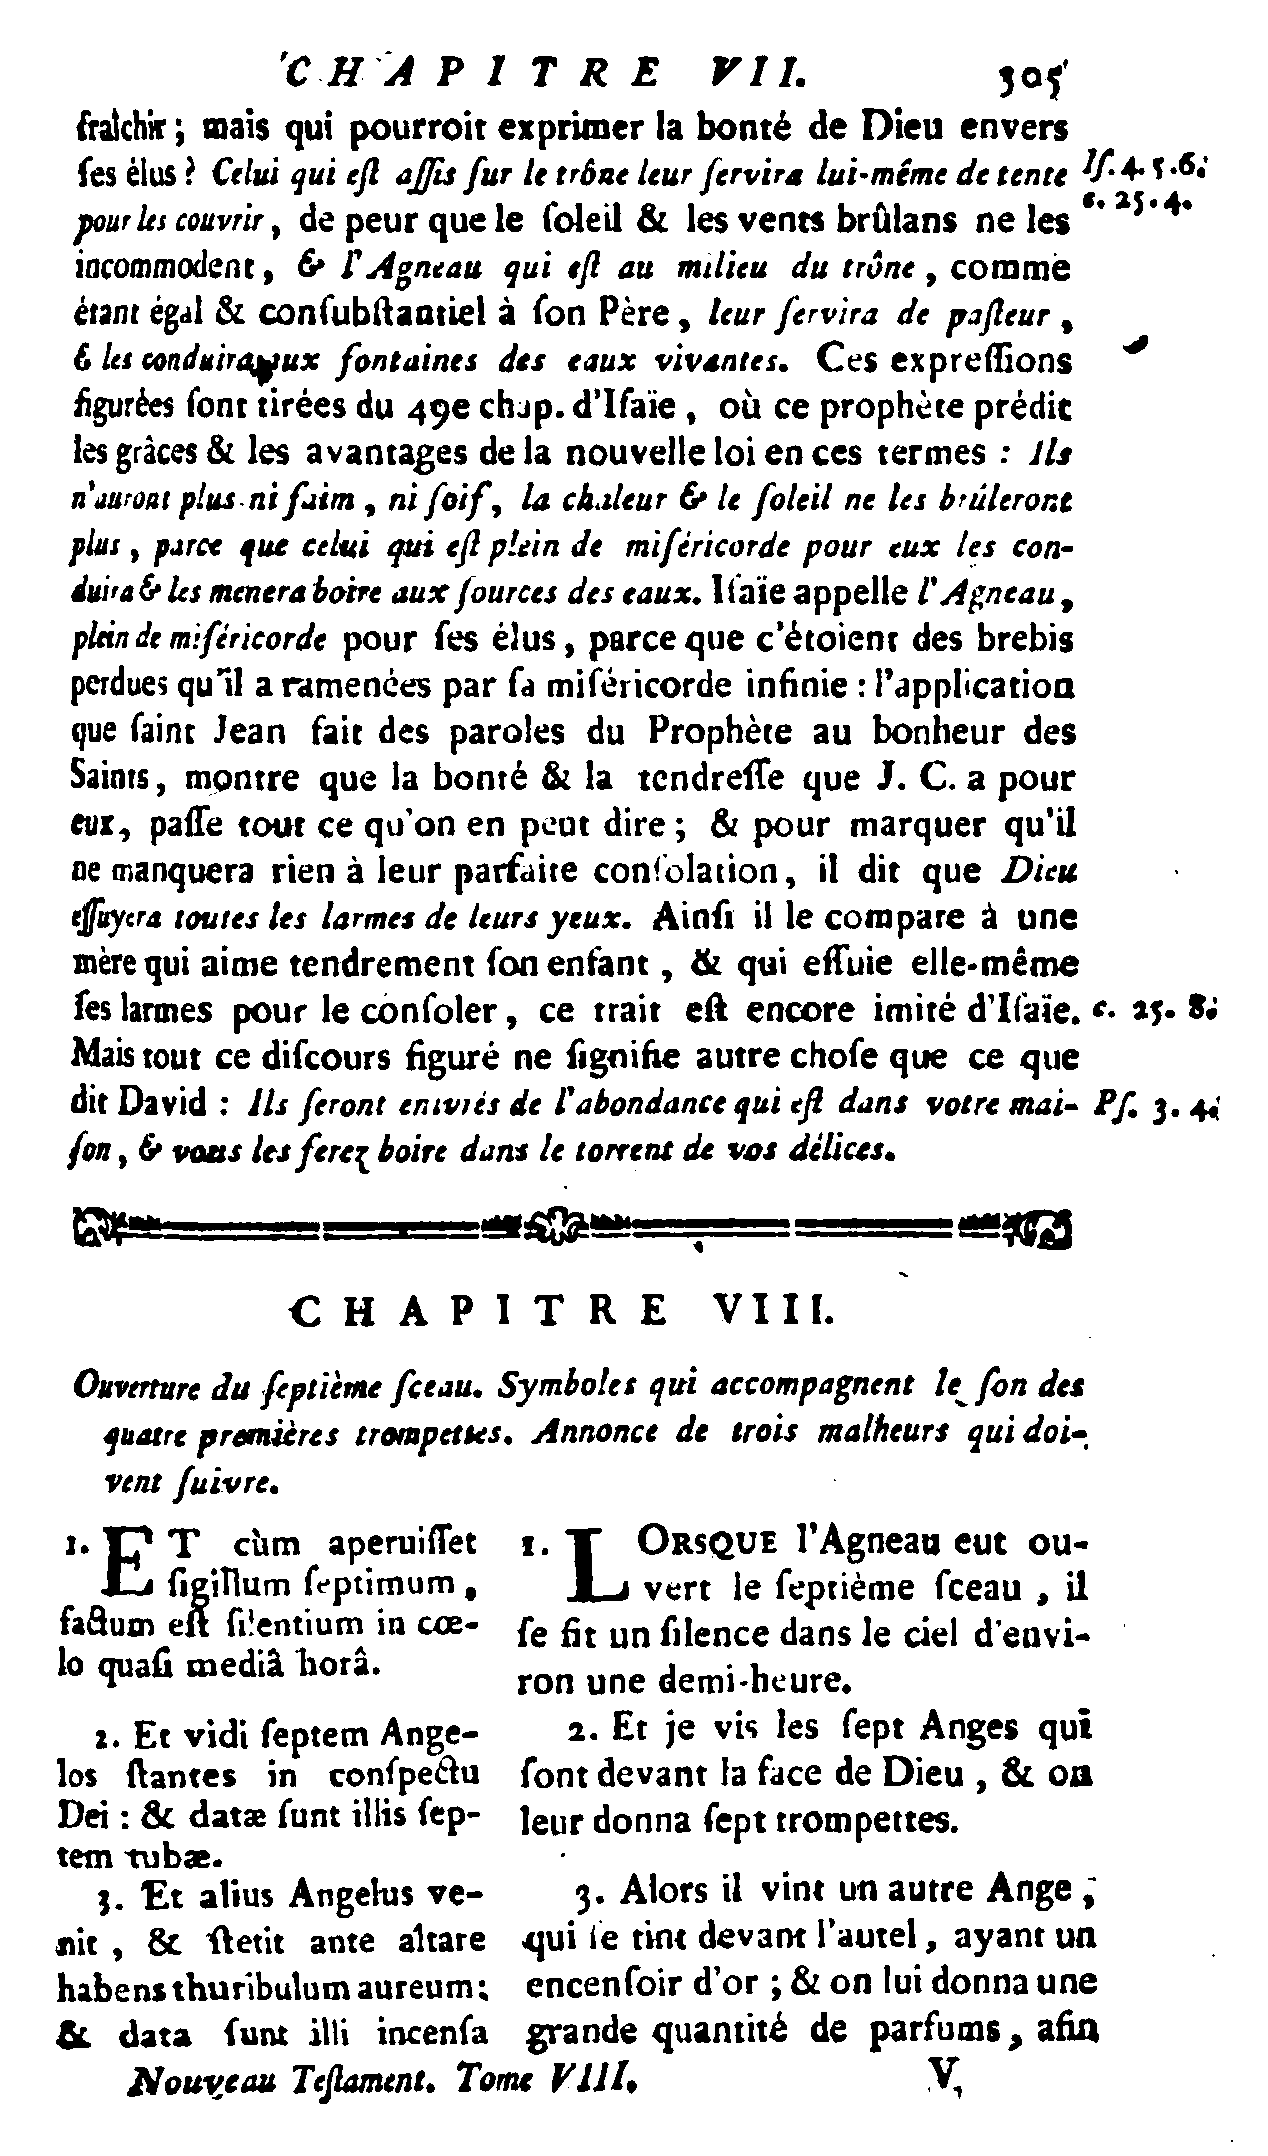 CHAPITRE VII. 305
fraîchir ; mais qui pourroit exprimer la bonté de Dieu envers
ſes élus ? Celui qui eſt aſſis ſur le trône leur ſervira lui-même de tente
Iſ. 4. 5. 6.
pour les couvrir, de peur que le ſoleil & les vents brûlans ne les
c. 25. 4.
incommodent, & l'Agneau qui eſt au milieu du trône, comme
étant égal & conſubſtantiel à ſon Père, leur ſervira de paſteur,
& les conduira aux fontaines des eaux vivantes. Ces expreſſions
figurées ſont tirées du 49e chap. d'Iſaïe, où ce prophète prédit
les grâces & les avantages de la nouvelle loi en ces termes : Ils
n'auront plus ni faim, ni ſoif, la chaleur & le ſoleil ne les brûleront
plus, parce que celui qui eſt plein de miſéricorde pour eux les con-
duira & les menera boire aux ſources des eaux. Iſaïe appelle l'Agneau,
plein de miſéricorde pour ſes élus, parce que c'étoient des brebis
perdues qu'il a ramenées par ſa miſéricorde infinie : l'application
que ſaint Jean fait des paroles du Prophète au bonheur des
Saints, montre que la bonté & la tendreſſe que J. C. a pour
eux, paſſe tout ce qu'on en peut dire ; & pour marquer qu'il
ne manquera rien à leur parfaite conſolation, il dit que Dieu
eſſuyera toutes les larmes de leurs yeux. Ainſi il le compare à une
mère qui aime tendrement ſon enfant, & qui eſſuie elle-même
ſes larmes pour le conſoler, ce trait eſt encore imité d'Iſaïe.
c. 25. 8.
Mais tout ce diſcours figuré ne ſignifie autre choſe que ce que
dit David : Ils ſeront enivrés de l'abondance qui eſt dans votre mai-
Pſ. 3. 4.
ſon, & vous les ferez boire dans le torrent de vos délices.
CHAPITRE VIII.
Ouverture du ſeptième ſceau. Symboles qui accompagnent le ſon des
quatre premières trompettes. Annonce de trois malheurs qui doi-
vent ſuivre.
1. ET cùm aperuiſſet
ſigillum ſeptimum,
factum eſt ſilentium in cœ-
lo quaſi mediâ horâ.
2. Et vidi ſeptem Ange-
los ſtantes in conſpectu
Dei : & datæ ſunt illis ſep-
tem tubæ.
3. Et alius Angelus ve-
nit, & ſtetit ante altare
habens thuribulum aureum ;
& data ſunt illi incenſa
1. LORSQUE l'Agneau eut ou-
vert le ſeptième ſceau, il
ſe fit un ſilence dans le ciel d'envi-
ron une demi-heure.
2. Et je vis les ſept Anges qui
ſont devant la face de Dieu, & on
leur donna ſept trompettes.
3. Alors il vint un autre Ange,
qui ſe tint devant l'autel, ayant un
encenſoir d'or ; & on lui donna une
grande quantité de parfums, afin
Nouveau Teſtament. Tome VIII. V